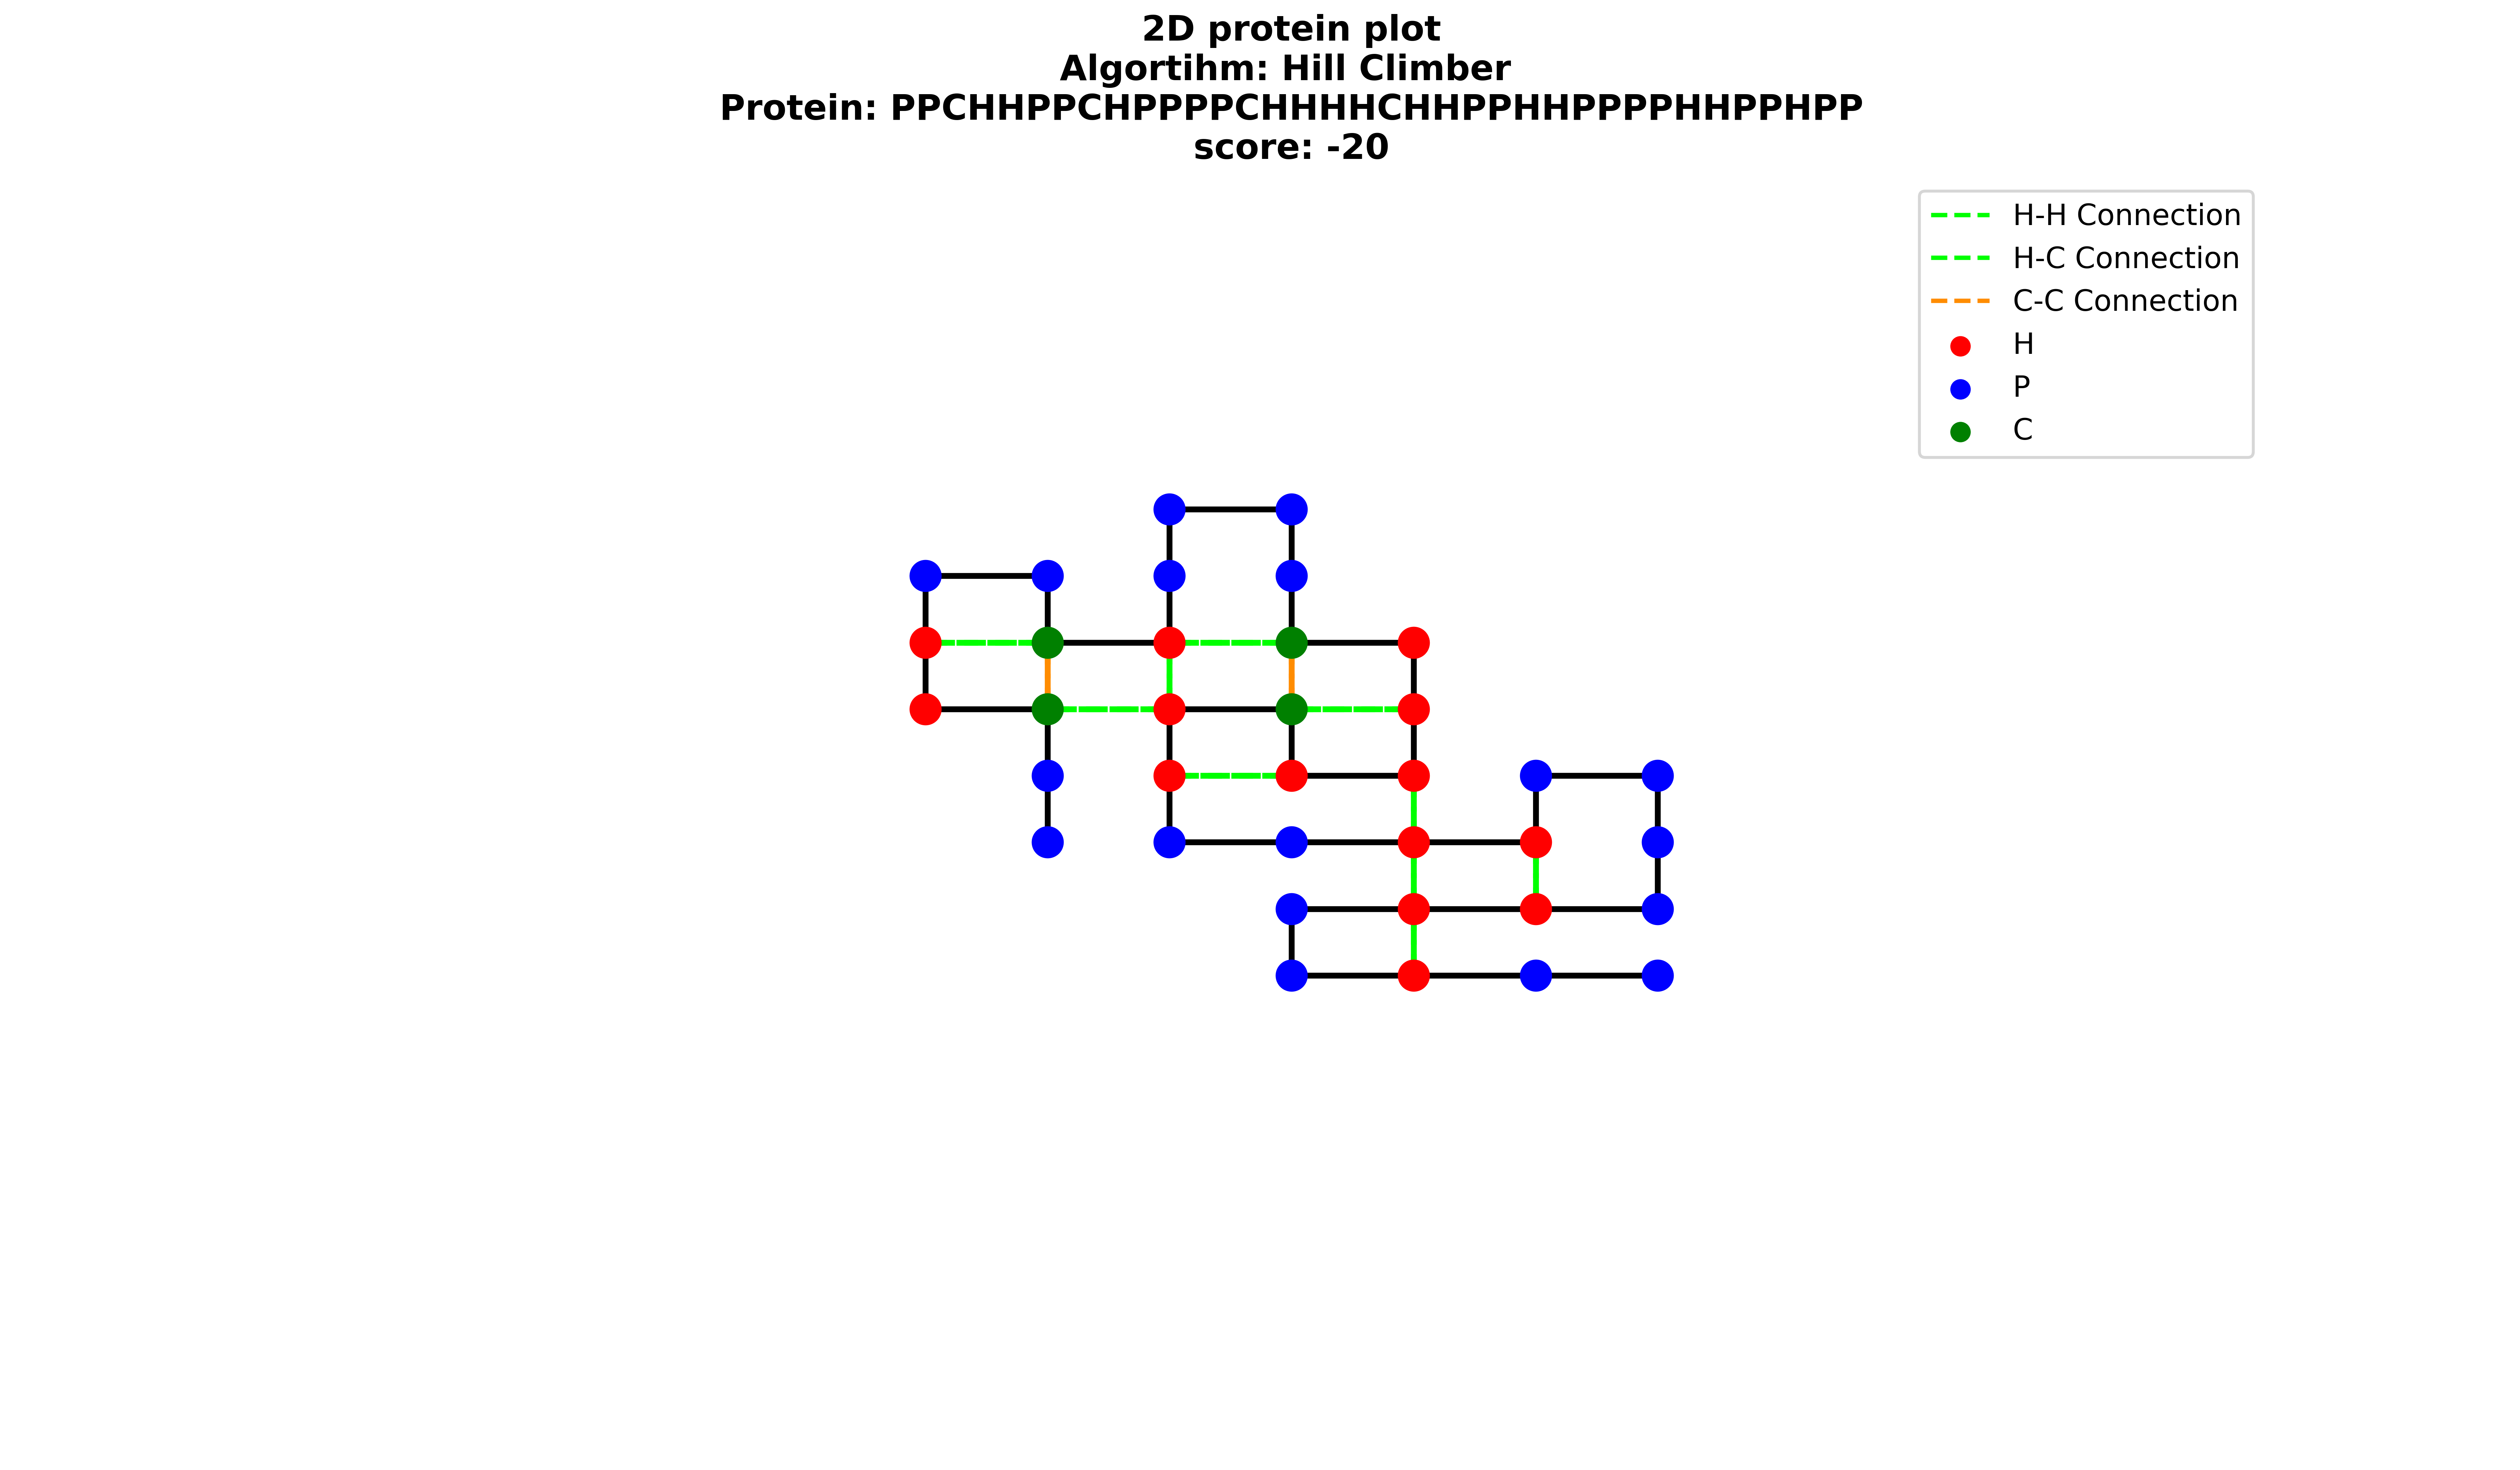 2D protein plot
Algortihm: Hill Climber
Protein: PPCHHPPCHPPPPCHHHHCHHPPHHPPPPHHPPHPP
score: -20
H-H Connection
H-C Connection
C-C Connection
H
P
C